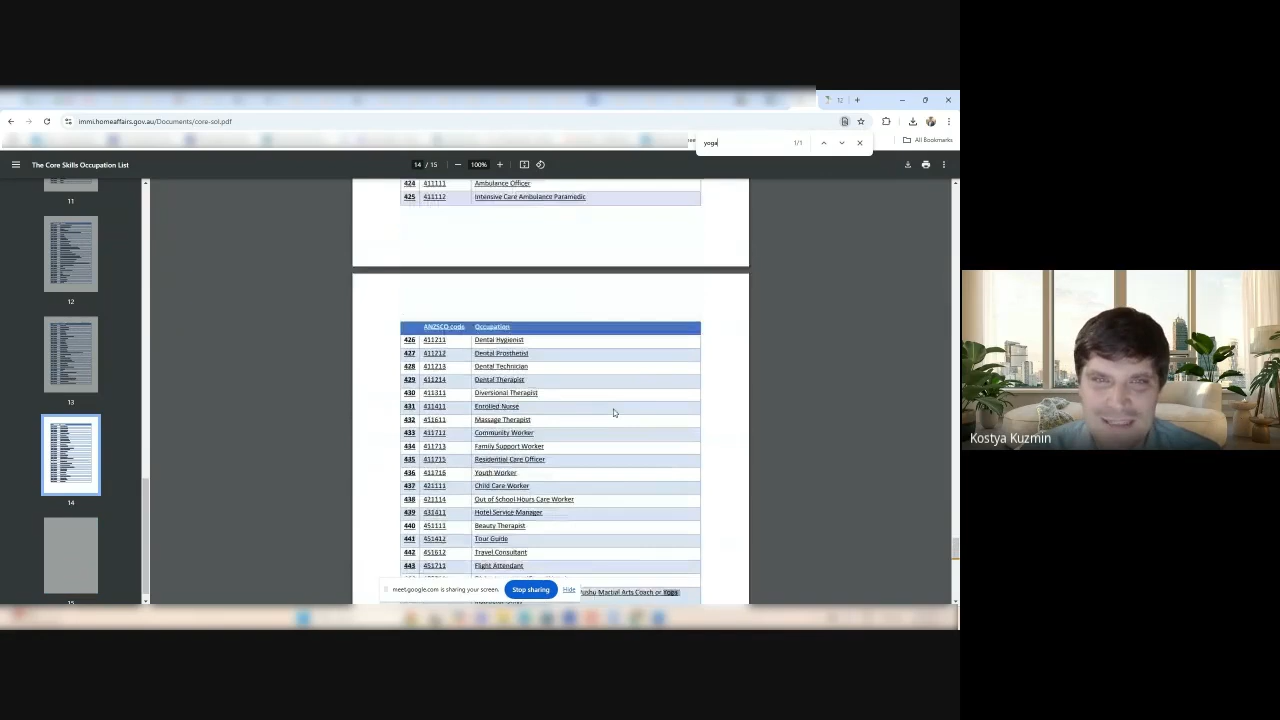 12
immi.homeaffairs.gov.au/Documents/core-sol.pdf
All Bookmarks
yoga
1/1
The Core Skills Occupation List
14 / 15
100%
11
12
13
14
424 411111 Ambulance Officer
425 411112 Intensive Care Ambulance Paramedic
ANZSCO code Occupation
426 411211 Dental Hygienist
427 411212 Dental Prosthetist
428 411213 Dental Technician
429 411214 Dental Therapist
430 411311 Diversional Therapist
431 411411 Enrolled Nurse
432 411611 Massage Therapist
433 411711 Community Worker
434 411713 Family Support Worker
435 411715 Residential Care Officer
436 411716 Youth Worker
437 421111 Child Care Worker
438 421114 Out of School Hours Care Worker
439 431411 Hotel Service Manager
440 451111 Beauty Therapist
441 451412 Tour Guide
442 451612 Travel Consultant
443 451711 Flight Attendant
Martial Arts Coach or Yoga
meet.google.com is sharing your screen.
Stop sharing
Hide
Kostya Kuzmin